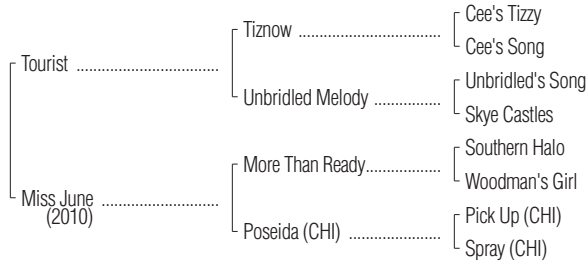 Cee's Tizzy
Tiznow ................................................
Cee's Song
Tourist ................................................
Unbridled's Song
Unbridled Melody ..........................
Skye Castles
Southern Halo
More Than Ready.........................
Woodman's Girl
Miss June .......................................
(2010)
Pick Up (CHI)
Poseida (CHI) ................................
Spray (CHI)